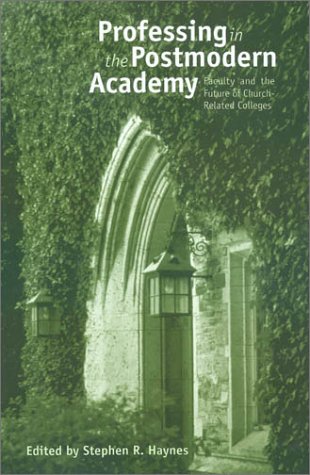 Professing in
the Postmodern
Academy
Faculty and the
Future of Church-
Related Colleges
Edited by Stephen R. Haynes